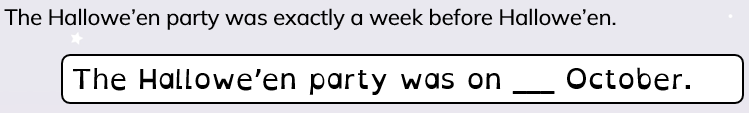 The Hallowe’en party was exactly a week before Hallowe’en.
The Hallowe’en party was on ___ October.